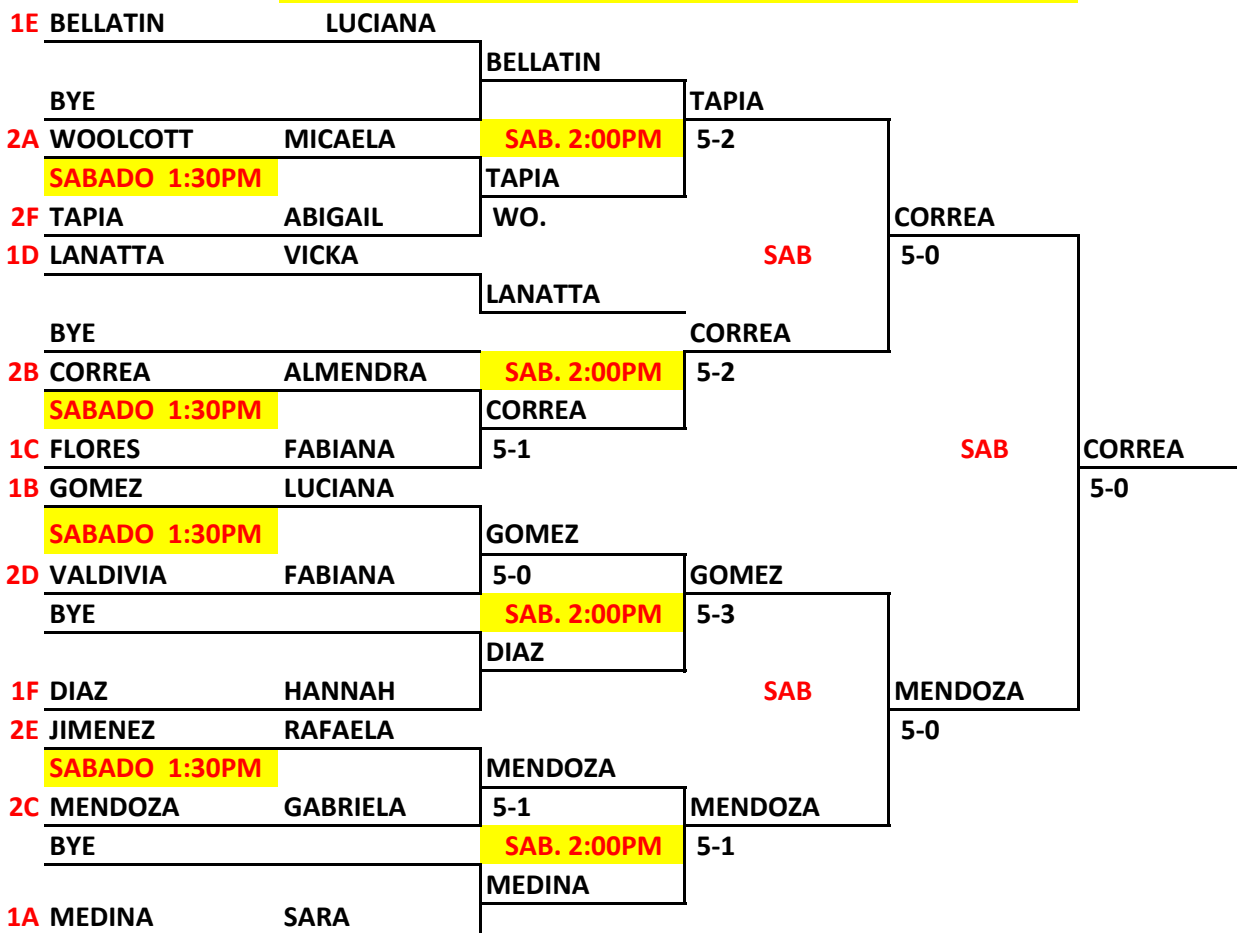 1E BELLATIN LUCIANA
BELLATIN
BYE TAPIA
2A WOOLCOTT MICAELA SAB. 2:00PM 5-2
SABADO 1:30PM TAPIA
2F TAPIA ABIGAIL WO. CORREA
1D LANATTA VICKA SAB 5-0
LANATTA
BYE CORREA
2B CORREA ALMENDRA SAB. 2:00PM 5-2
SABADO 1:30PM CORREA
1C FLORES FABIANA 5-1 SAB CORREA
1B GOMEZ LUCIANA 5-0
SABADO 1:30PM GOMEZ
2D VALDIVIA FABIANA 5-0 GOMEZ
BYE SAB. 2:00PM 5-3
DIAZ
1F DIAZ HANNAH SAB MENDOZA
2E JIMENEZ RAFAELA 5-0
SABADO 1:30PM MENDOZA
2C MENDOZA GABRIELA 5-1 MENDOZA
BYE SAB. 2:00PM 5-1
MEDINA
1A MEDINA SARA